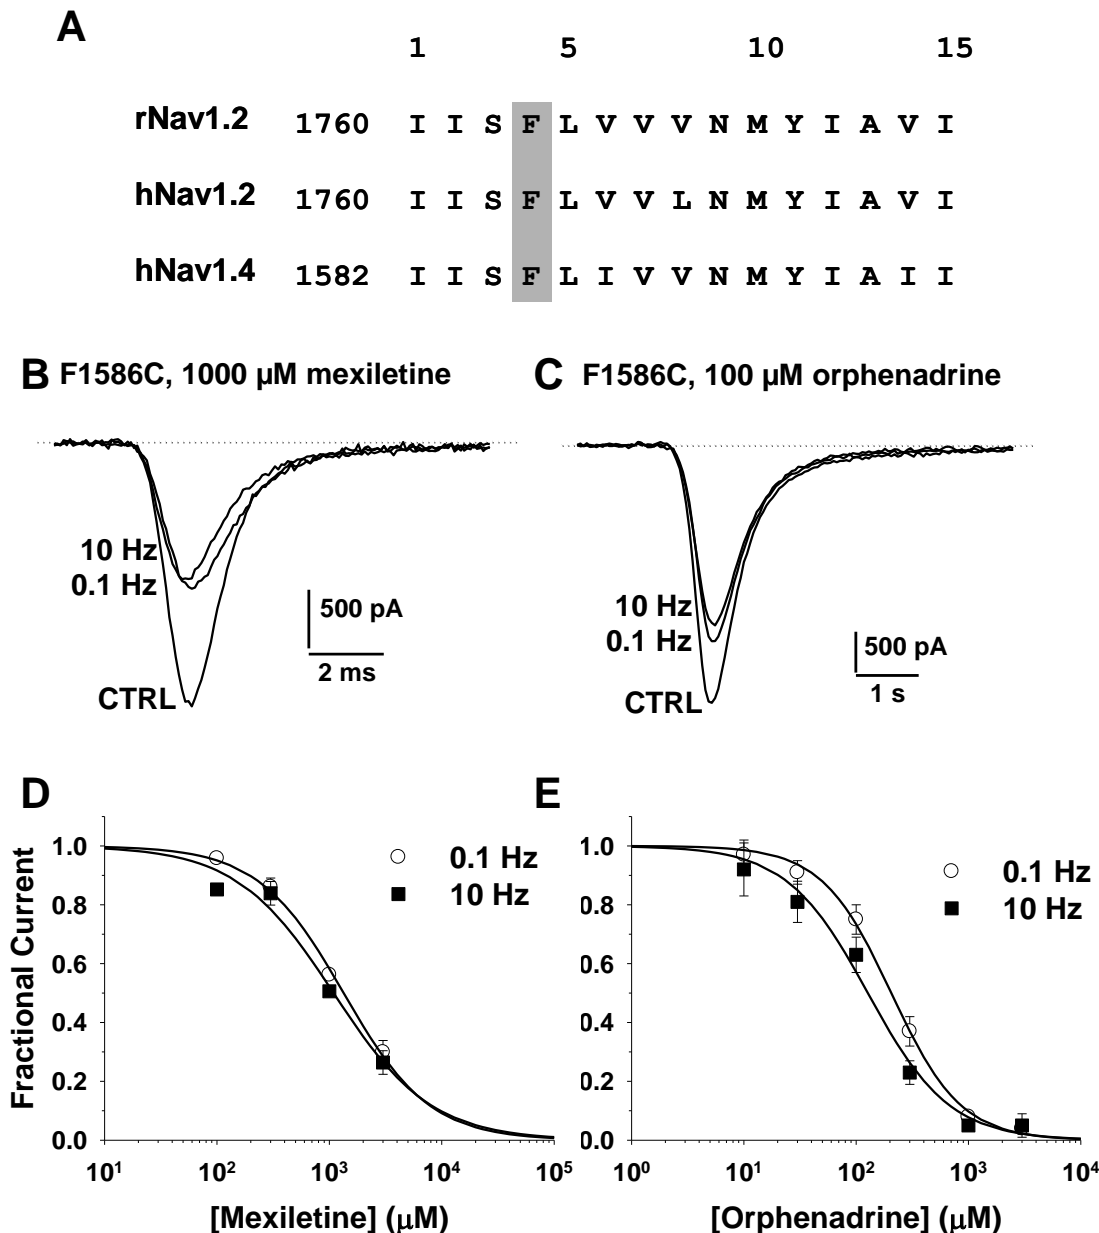 A
1 5 10 15
rNav1.2 1760 I I S F L V V V N M Y I A V I
hNav1.2 1760 I I S F L V V L N M Y I A V I
hNav1.4 1582 I I S F L I V V N M Y I A I I
B F1586C, 1000 µM mexiletine
10 Hz
0.1 Hz
CTRL
500 pA
2 ms
C F1586C, 100 µM orphenadrine
10 Hz
0.1 Hz
CTRL
500 pA
1 s
D
Fractional Current
1.0
0.8
0.6
0.4
0.2
0.0
0.1 Hz
10 Hz
10¹ 10² 10³ 10⁴ 10⁵
[Mexiletine] (μM)
E
1.0
0.8
0.6
0.4
0.2
0.0
0.1 Hz
10 Hz
10⁰ 10¹ 10² 10³ 10⁴
[Orphenadrine] (μM)